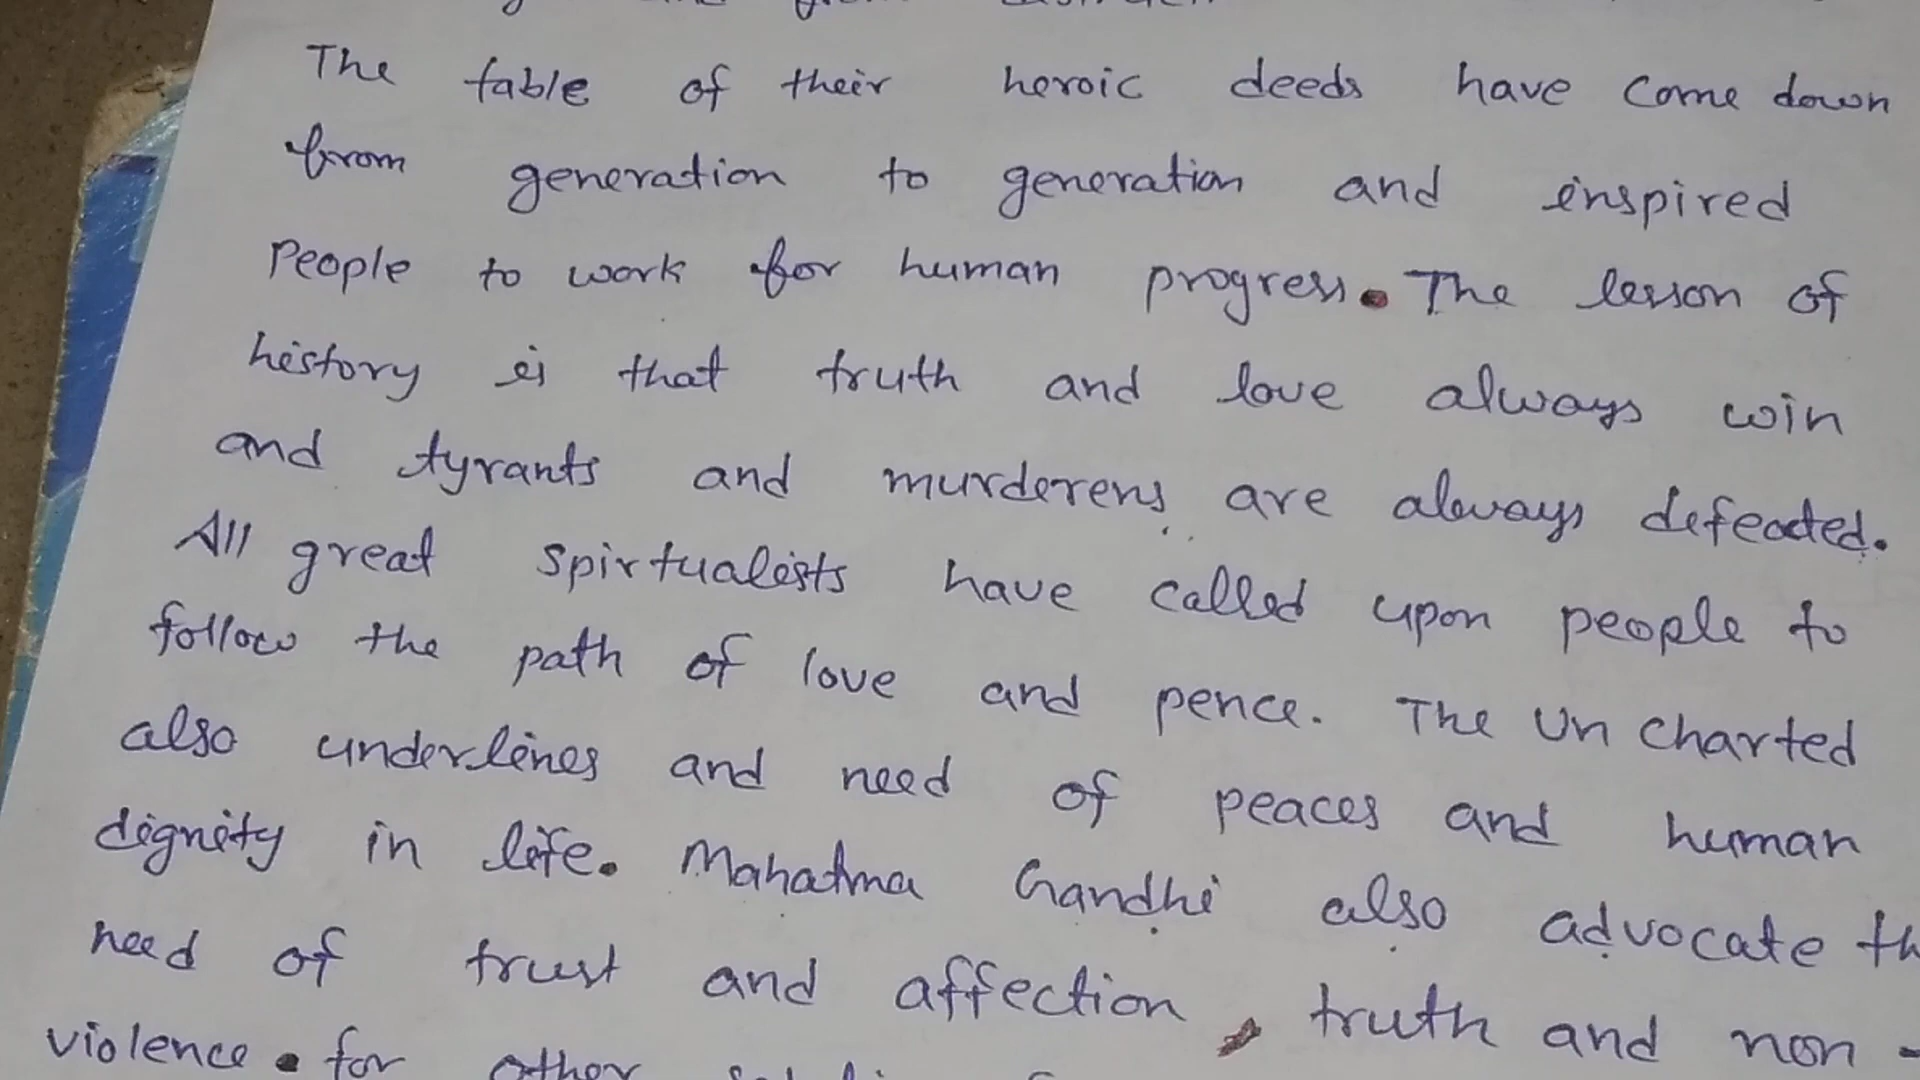 The fable of their heroic deeds have come down
from generation to generation and inspired
People to work for human progress. The lesson of
history is that truth and love always win
and tyrants and murderers are always defeated.
All great spirtualists have called upon people to
follow the path of love and pence. The Un Charted
also underlines and need of peaces and human
dignity in life. Mahatma Gandhi also advocate th
need of trust and affection, truth and non-
violence. for other